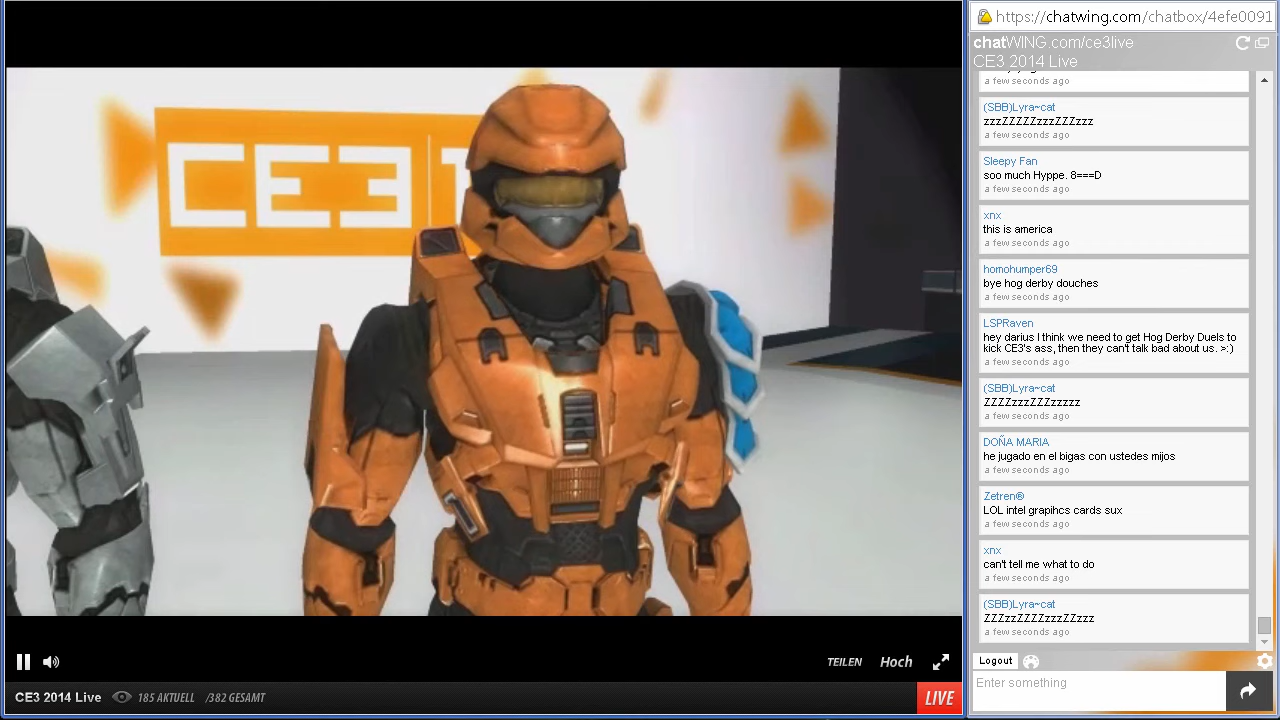 CE3 1
TEILEN
Hoch
CE3 2014 Live 185 AKTUELL /382 GESAMT
LIVE
https://chatwing.com/chatbox/4efe0091
chatWING.com/ce3live
CE3 2014 Live
a few seconds ago
(SBB)Lyra~cat
zzzZZZZZzzzZZZzzz
a few seconds ago
Sleepy Fan
soo much Hyppe. 8===D
a few seconds ago
xnx
this is america
a few seconds ago
homohumper69
bye hog derby douches
a few seconds ago
LSPRaven
hey darius I think we need to get Hog Derby Duels to
kick CE3's ass, then they can't talk bad about us >:)
a few seconds ago
(SBB)Lyra~cat
a few seconds ago
DOÑA MARIA
he jugado en el bigas con ustedes mijos
a few seconds ago
Zetren®
LOL intel grapihcs cards sux
a few seconds ago
xnx
can't tell me what to do
a few seconds ago
(SBB)Lyra~cat
a few seconds ago
Logout
Enter something